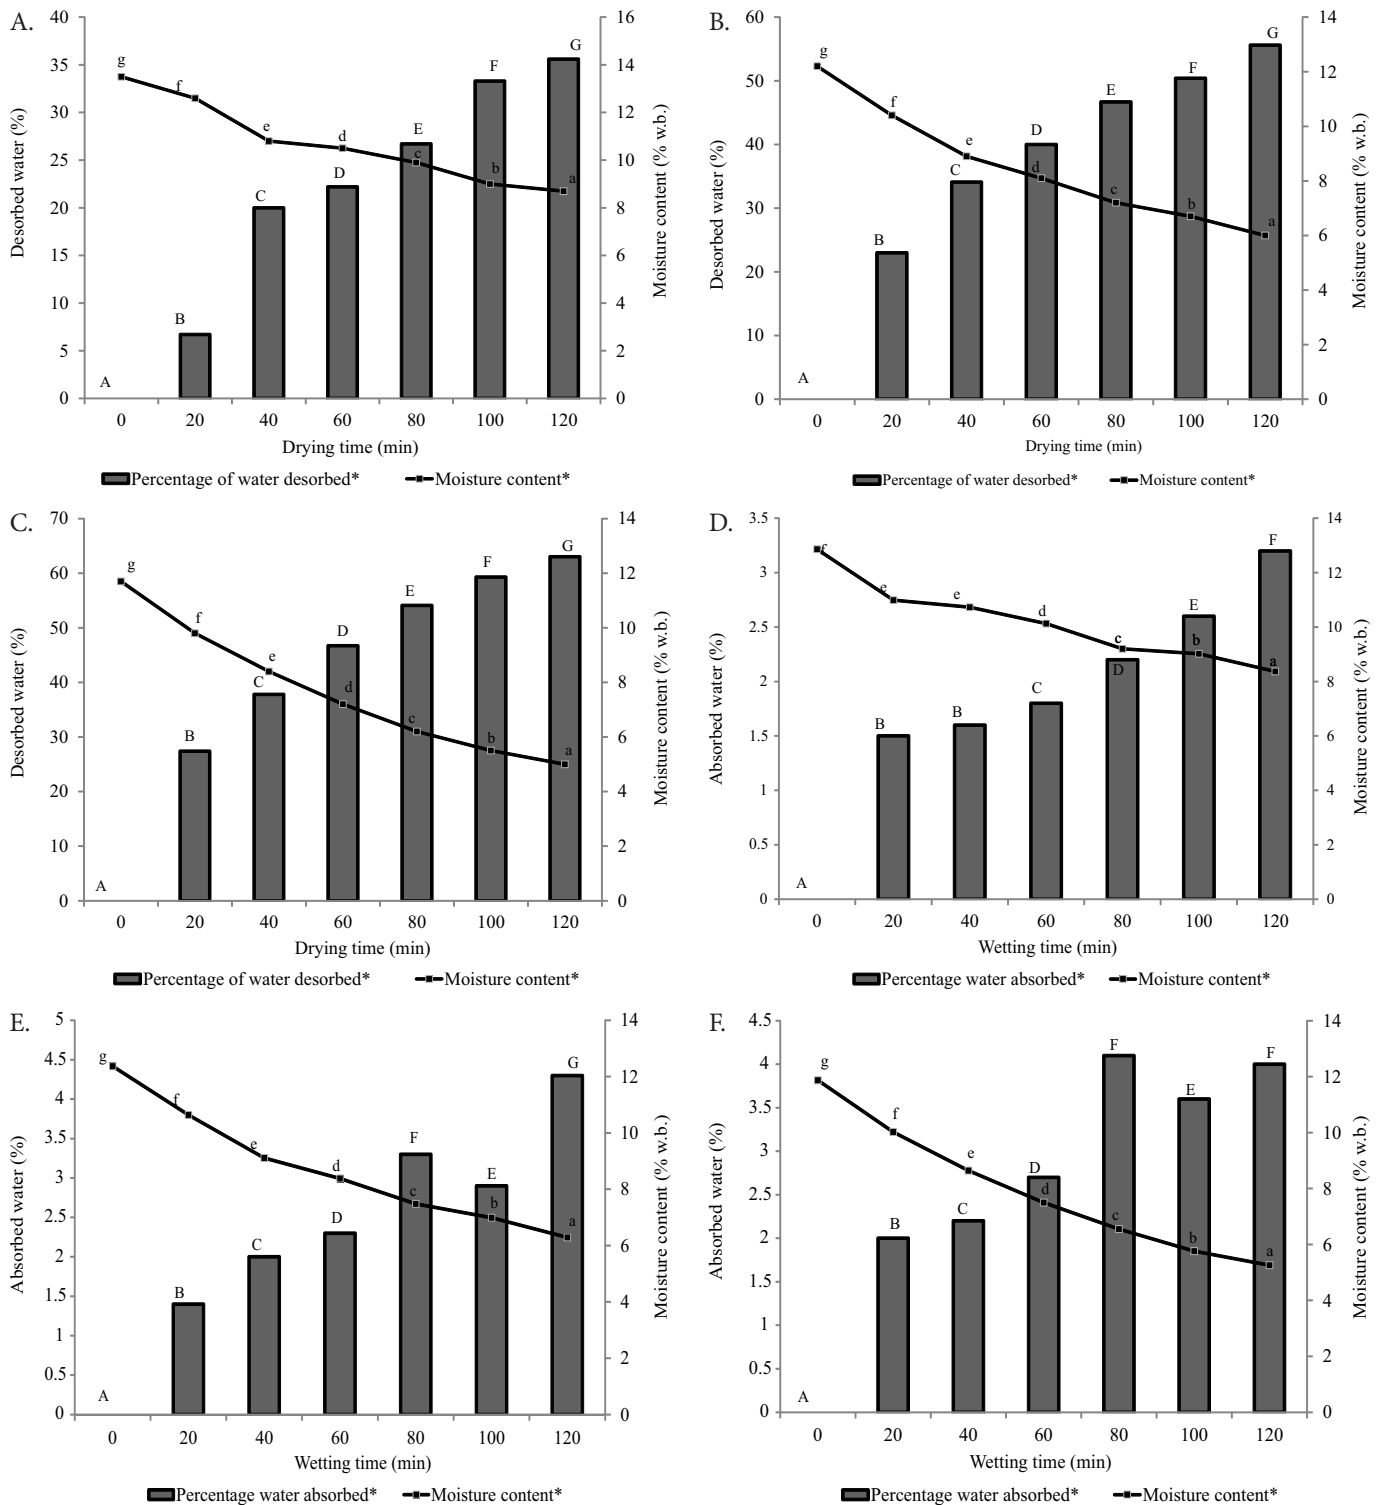 A.
Desorbed water (%)
40
35
30
25
20
15
10
5
0
16
14
12
10
8
6
4
2
0
Moisture content (% w.b.)
g
f
e
d
c
b
a
A
B
C
D
E
F
G
0 20 40 60 80 100 120
Drying time (min)
Percentage of water desorbed* Moisture content*
B.
Desorbed water (%)
60
50
40
30
20
10
0
14
12
10
8
6
4
2
0
Moisture content (% w.b.)
g
f
e
d
c
b
a
A
B
C
D
E
F
G
0 20 40 60 80 100 120
Drying time (min)
Percentage of water desorbed* Moisture content*
C.
Desorbed water (%)
70
60
50
40
30
20
10
0
14
12
10
8
6
4
2
0
Moisture content (% w.b.)
g
f
e
d
c
b
a
A
B
C
D
E
F
G
0 20 40 60 80 100 120
Drying time (min)
Percentage of water desorbed* Moisture content*
D.
Absorbed water (%)
3.5
3
2.5
2
1.5
1
0.5
0
14
12
10
8
6
4
2
0
Moisture content (% w.b.)
f
e
e
d
c
b
a
A
B
B
C
D
E
F
0 20 40 60 80 100 120
Wetting time (min)
Percentage water absorbed* Moisture content*
E.
Absorbed water (%)
5
4.5
4
3.5
3
2.5
2
1.5
1
0.5
0
14
12
10
8
6
4
2
0
Moisture content (% w.b.)
g
f
e
d
c
b
a
A
B
C
D
F
E
G
0 20 40 60 80 100 120
Wetting time (min)
Percentage water absorbed* Moisture content*
F.
Absorbed water (%)
4.5
4
3.5
3
2.5
2
1.5
1
0.5
0
14
12
10
8
6
4
2
0
Moisture content (% w.b.)
g
f
e
d
c
b
a
A
B
C
D
F
E
F
0 20 40 60 80 100 120
Wetting time (min)
Percentage water absorbed* Moisture content*